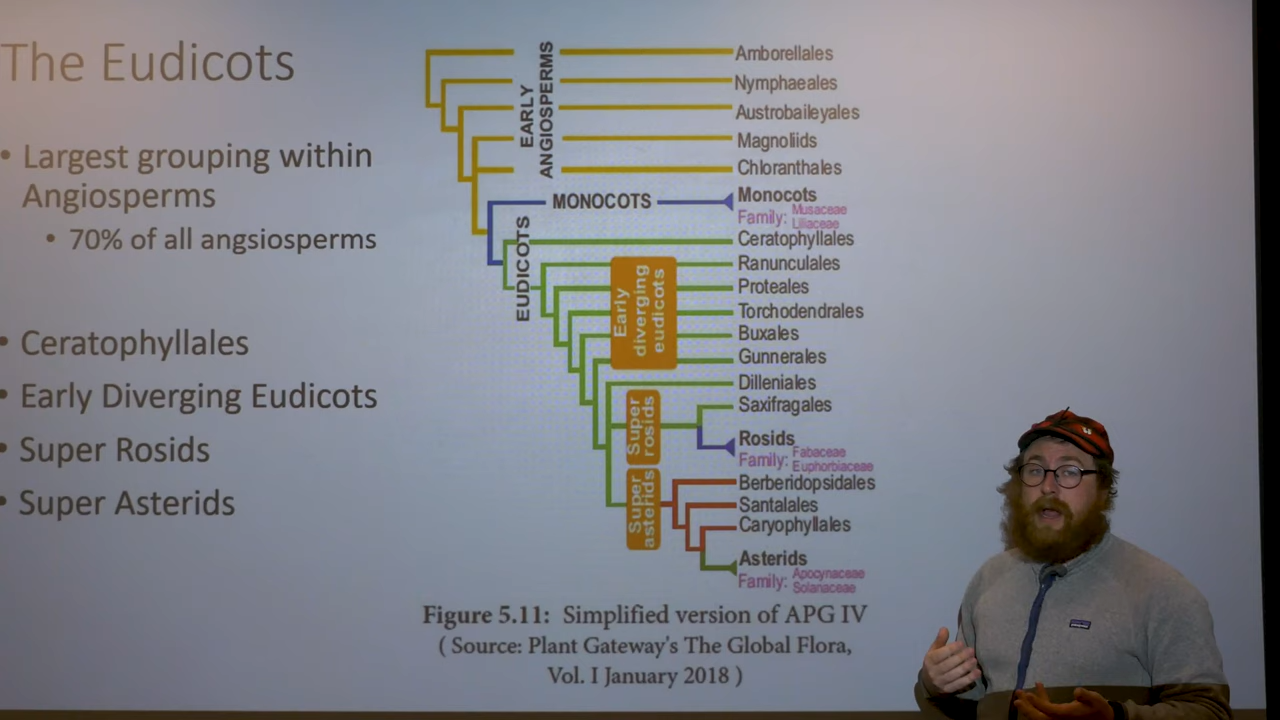 The Eudicots
• Largest grouping within
Angiosperms
• 70% of all angsiosperms
• Ceratophyllales
• Early Diverging Eudicots
• Super Rosids
• Super Asterids
EARLY
ANGIOSPERMS
MONOCOTS
EUDICOTS
Early
diverging
eudicots
Super
rosids
Super
asterids
Amborellales
Nymphaeales
Austrobaileyales
Magnoliids
Chloranthales
Monocots
Family: Musaceae
Liliaceae
Ceratophyllales
Ranunculales
Proteales
Torchodendrales
Buxales
Gunnerales
Dilleniales
Saxifragales
Rosids
Family: Fabaceae
Euphorbiaceae
Berberidopsidales
Santalales
Caryophyllales
Asterids
Family: Apocynaceae
Solanaceae
Figure 5.11: Simplified version of APG IV
( Source: Plant Gateway's The Global Flora,
Vol. I January 2018 )
patagonia